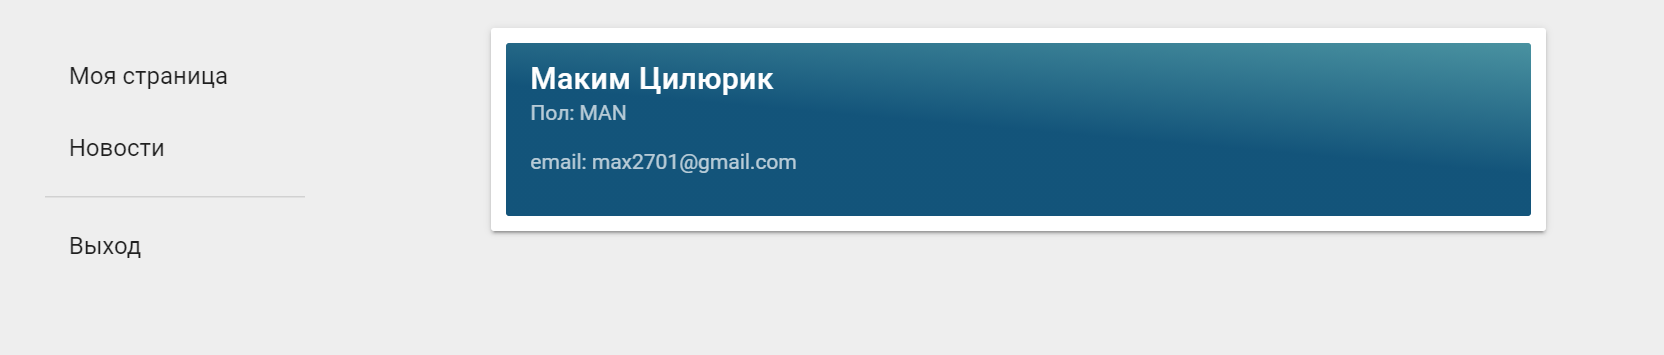 Моя страница
Новости
Выход
Маким Цилюрик
Пол: MAN
email: max2701@gmail.com